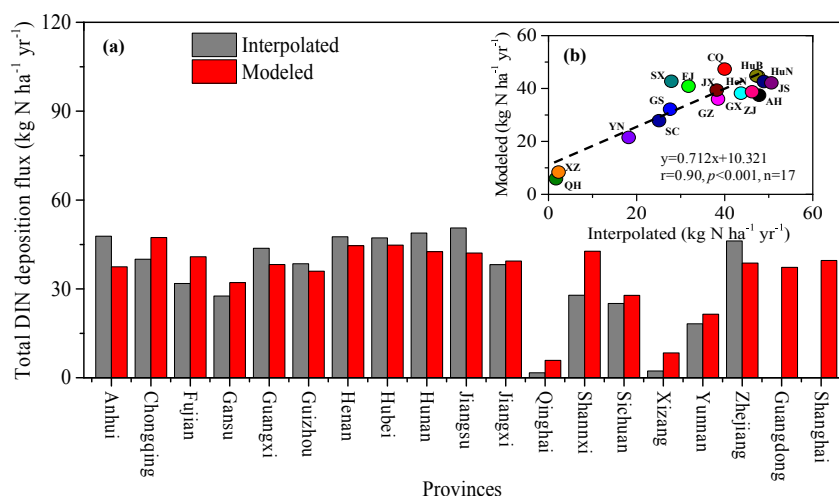 120
90
60
30
0
Total DIN deposition flux (kg N ha⁻¹ yr⁻¹)
(a)
Interpolated
Modeled
(b)
60
40
20
0
Modeled (kg N ha⁻¹ yr⁻¹)
CQ
HuB
HuN
SX
FJ
JX
HeN
JS
GS
GZ
GX
ZJ
AH
YN
SC
XZ
QH
y=0.712x+10.321
r=0.90, p<0.001, n=17
0 20 40 60
Interpolated (kg N ha⁻¹ yr⁻¹)
Anhui
Chongqing
Fujian
Gansu
Guangxi
Guizhou
Henan
Hubei
Hunan
Jiangsu
Jiangxi
Qinghai
Shannxi
Sichuan
Xizang
Yunnan
Zhejiang
Guangdong
Shanghai
Provinces